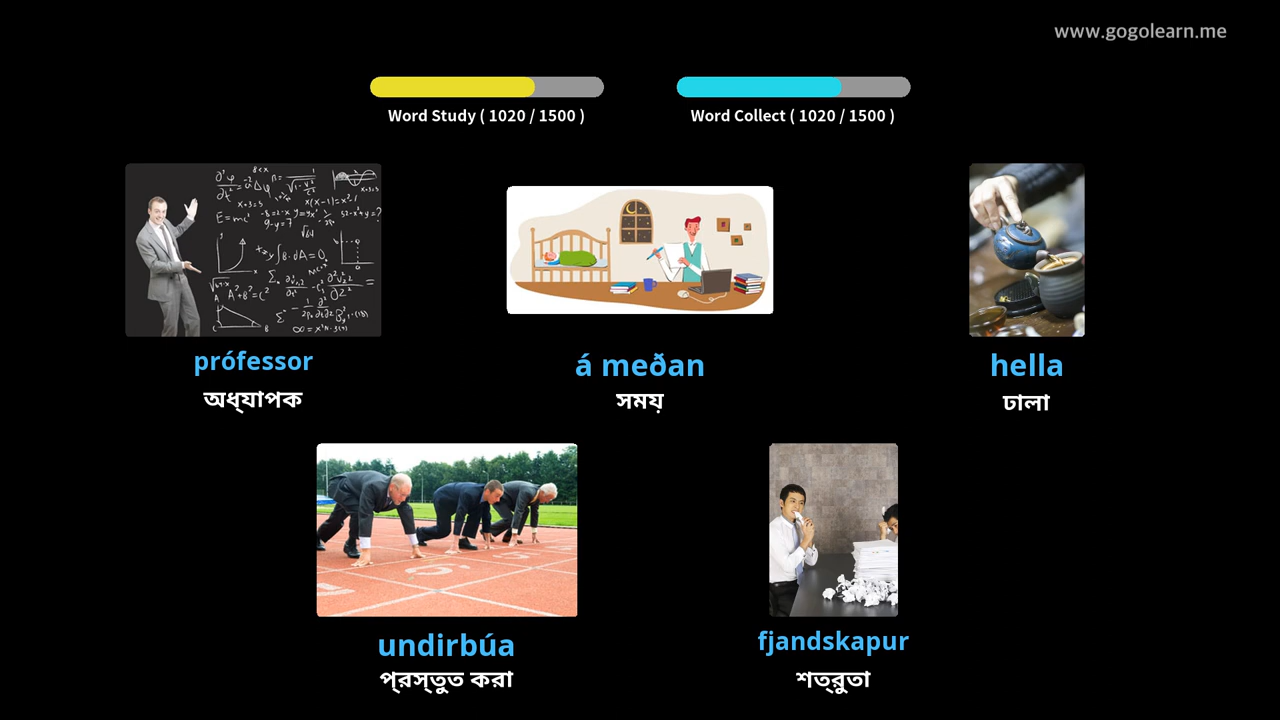 www.gogolearn.me
Word Study ( 1020 / 1500 )
Word Collect ( 1020 / 1500 )
prófessor
অধ্যাপক
á meðan
সময়
hella
ঢালা
undirbúa
প্রস্তুত করা
fjandskapur
শত্রুতা